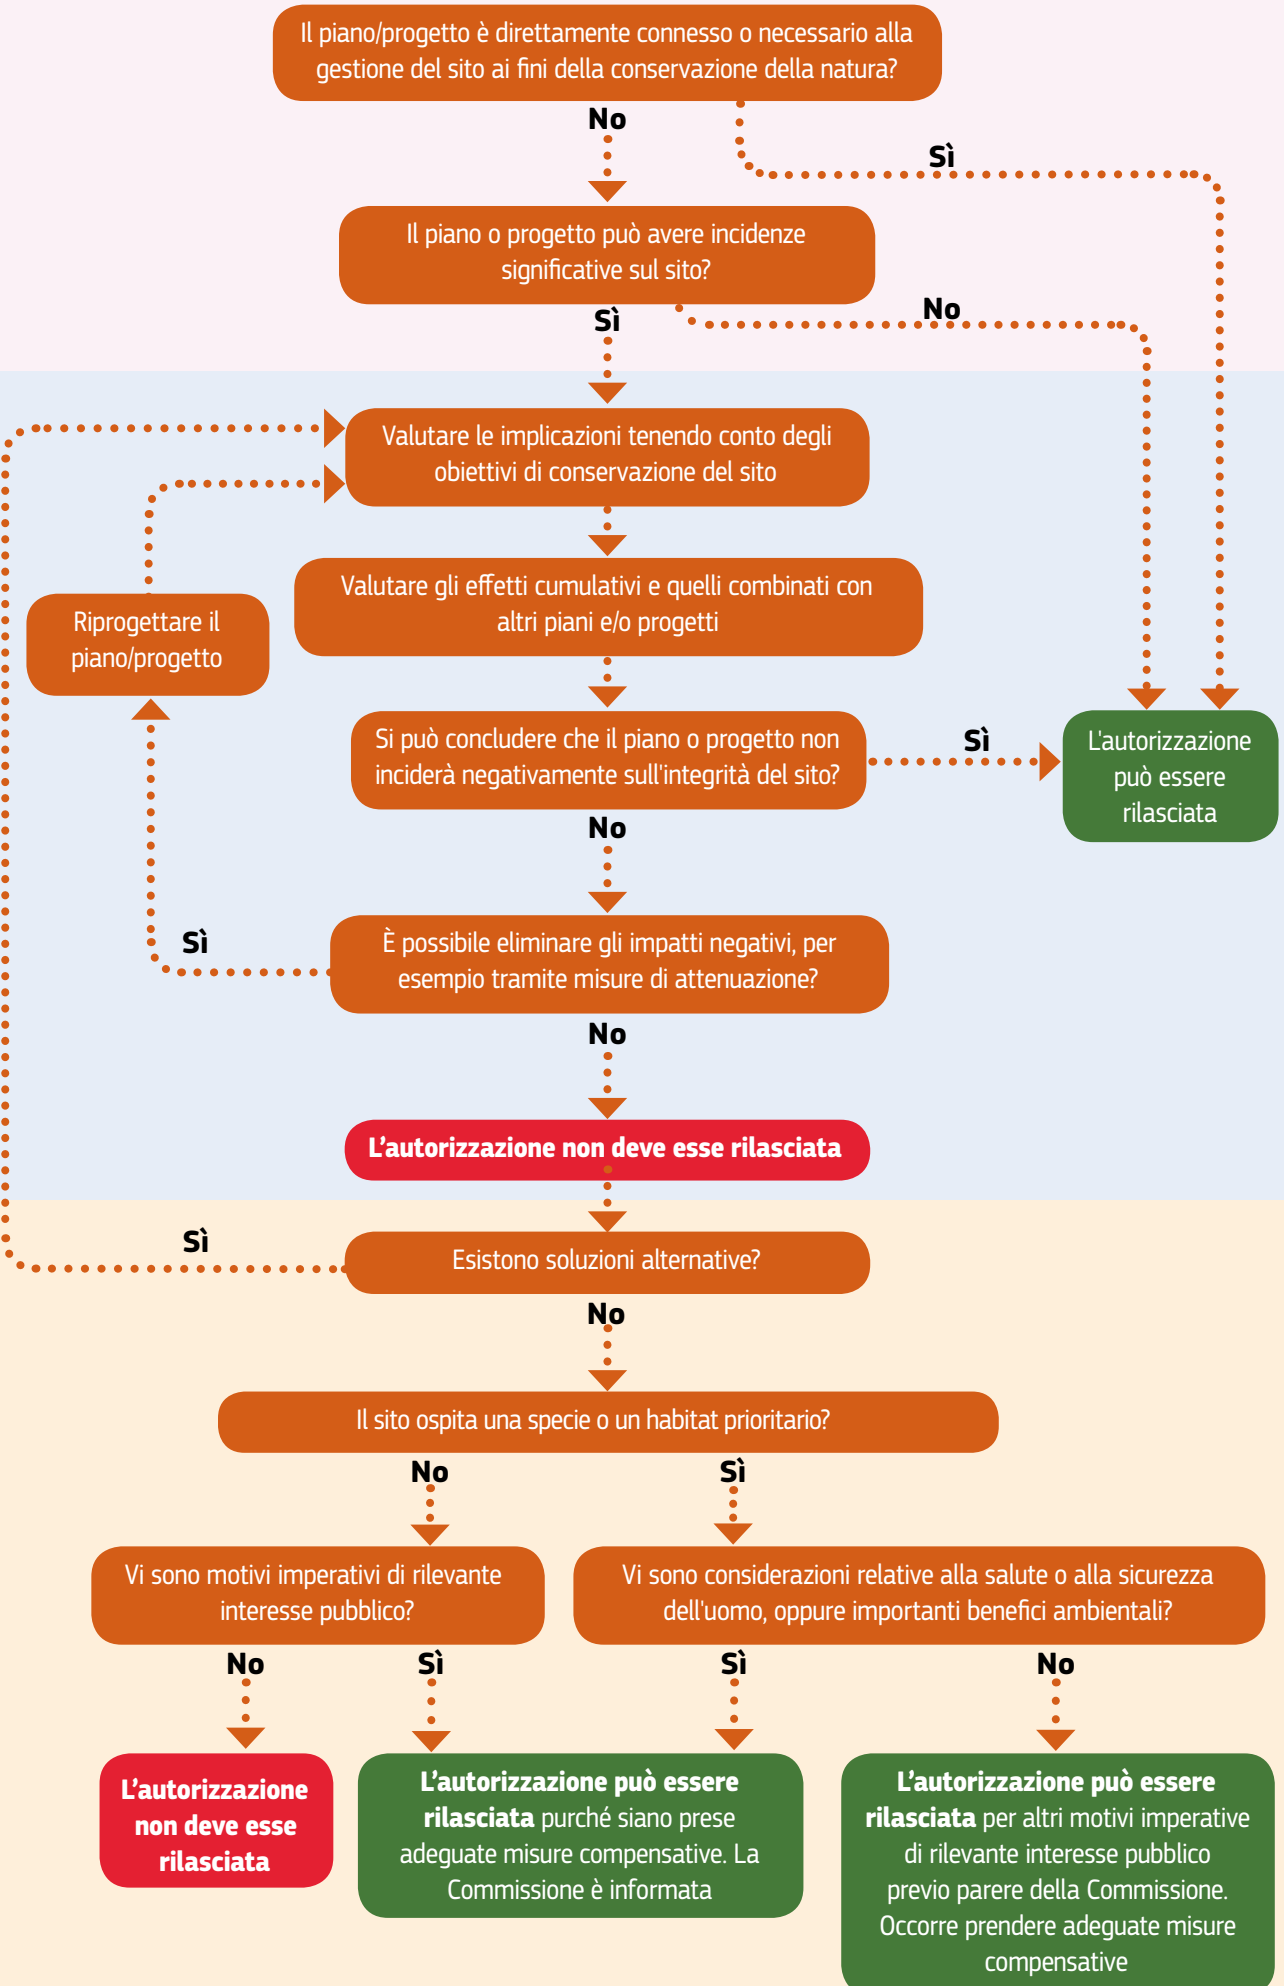 Il piano/progetto è direttamente connesso o necessario alla
gestione del sito ai fini della conservazione della natura?
No
Sì
Il piano o progetto può avere incidenze
significative sul sito?
No
Sì
Valutare le implicazioni tenendo conto degli
obiettivi di conservazione del sito
Valutare gli effetti cumulativi e quelli combinati con
altri piani e/o progetti
Riprogettare il
piano/progetto
Si può concludere che il piano o progetto non
inciderà negativamente sull'integrità del sito?
Sì
L'autorizzazione
può essere
rilasciata
No
È possibile eliminare gli impatti negativi, per
esempio tramite misure di attenuazione?
Sì
No
L’autorizzazione non deve esse rilasciata
Esistono soluzioni alternative?
Sì
No
Il sito ospita una specie o un habitat prioritario?
No
Sì
Vi sono motivi imperativi di rilevante
interesse pubblico?
Vi sono considerazioni relative alla salute o alla sicurezza
dell'uomo, oppure importanti benefici ambientali?
No
Sì
Sì
No
L’autorizzazione
non deve esse
rilasciata
L’autorizzazione può essere
rilasciata purché siano prese
adeguate misure compensative. La
Commissione è informata
L’autorizzazione può essere
rilasciata per altri motivi imperative
di rilevante interesse pubblico
previo parere della Commissione.
Occorre prendere adeguate misure
compensative